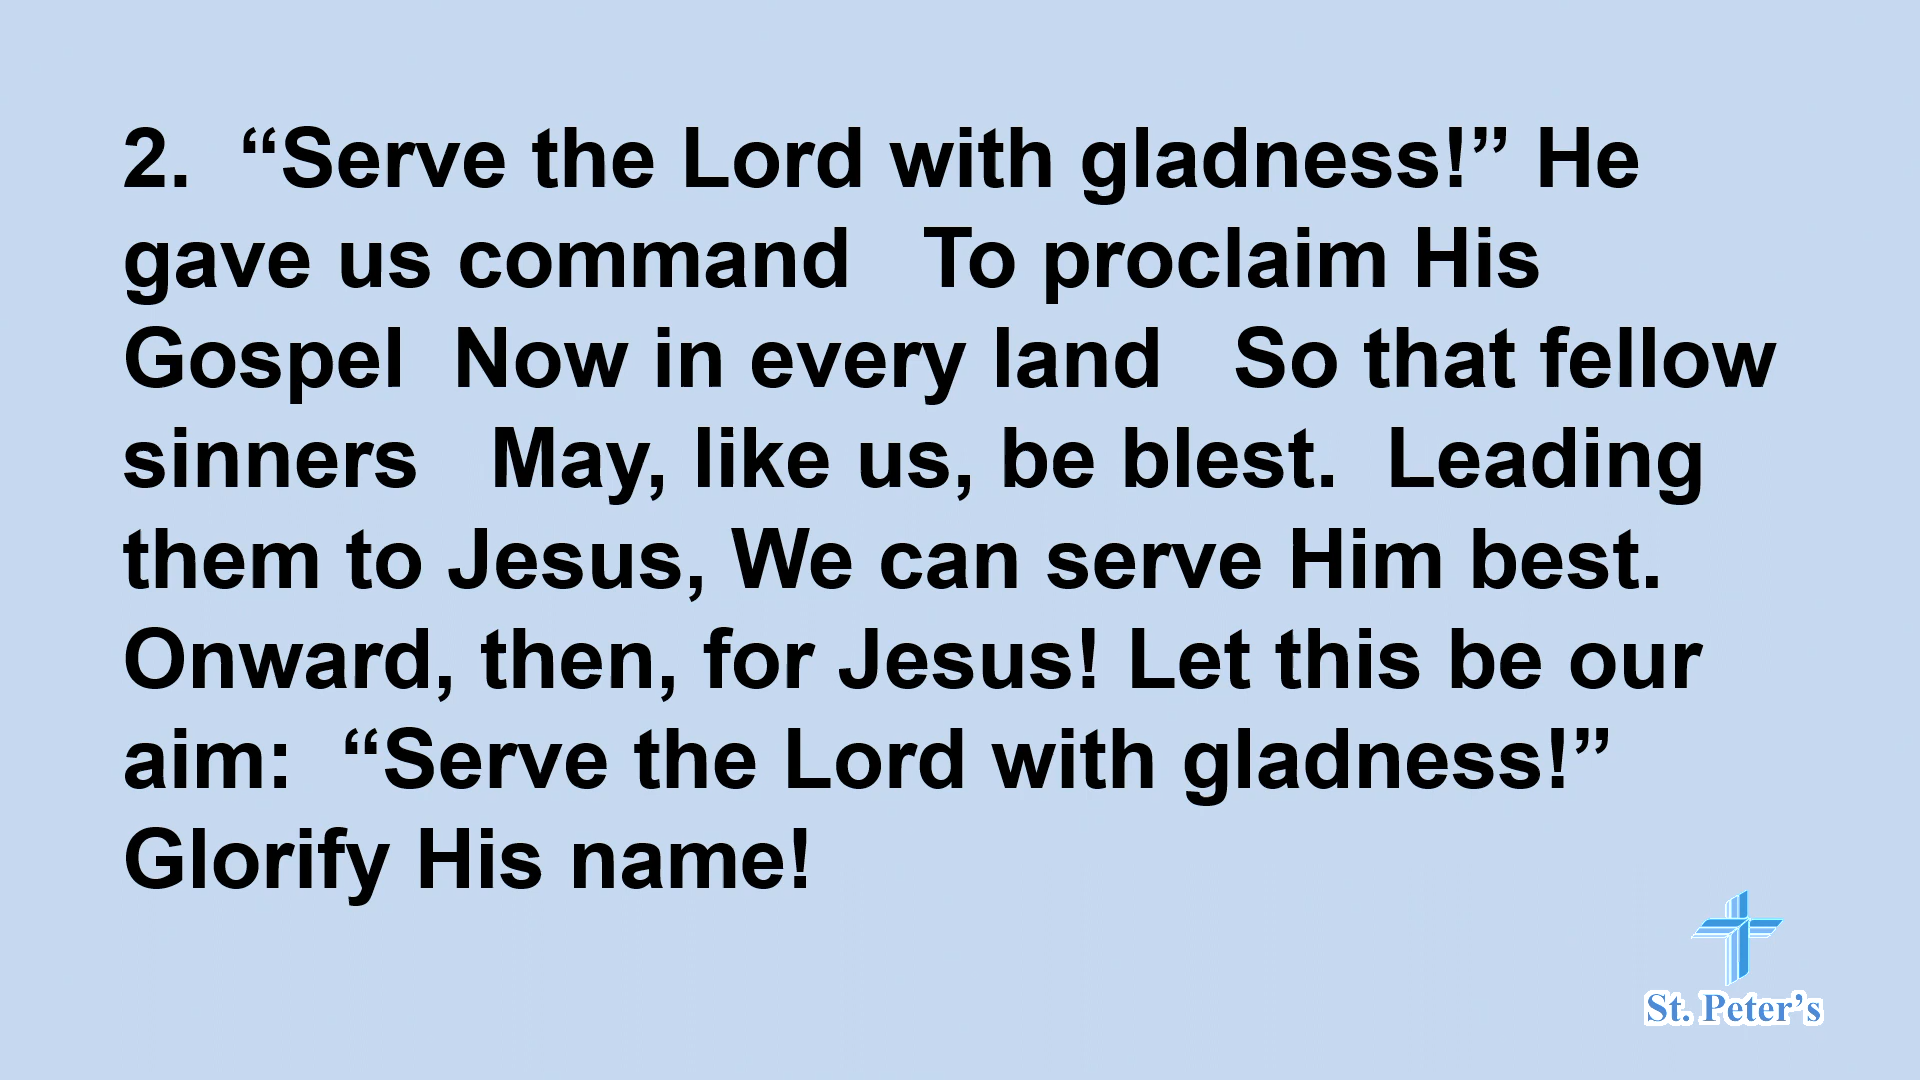 2.  “Serve the Lord with gladness!” He
gave us command   To proclaim His
Gospel  Now in every land   So that fellow
sinners   May, like us, be blest.  Leading
them to Jesus, We can serve Him best.
Onward, then, for Jesus! Let this be our
aim:  “Serve the Lord with gladness!”
Glorify His name!
St. Peter’s